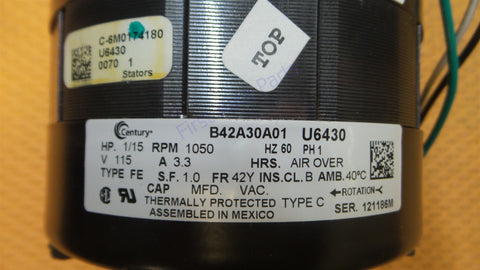 C-6M0174180
U6430
0070 1
Stators
TOP
First
Part
Century
B42A30A01 U6430
HP. 1/15 RPM 1050 HZ 60 PH 1
V 115 A 3.3 HRS. AIR OVER
TYPE FE S.F. 1.0 FR 42Y INS.CL. B AMB. 40°C
CAP MFD. VAC. ←ROTATION↙
THERMALLY PROTECTED TYPE C SER. 121186M
ASSEMBLED IN MEXICO